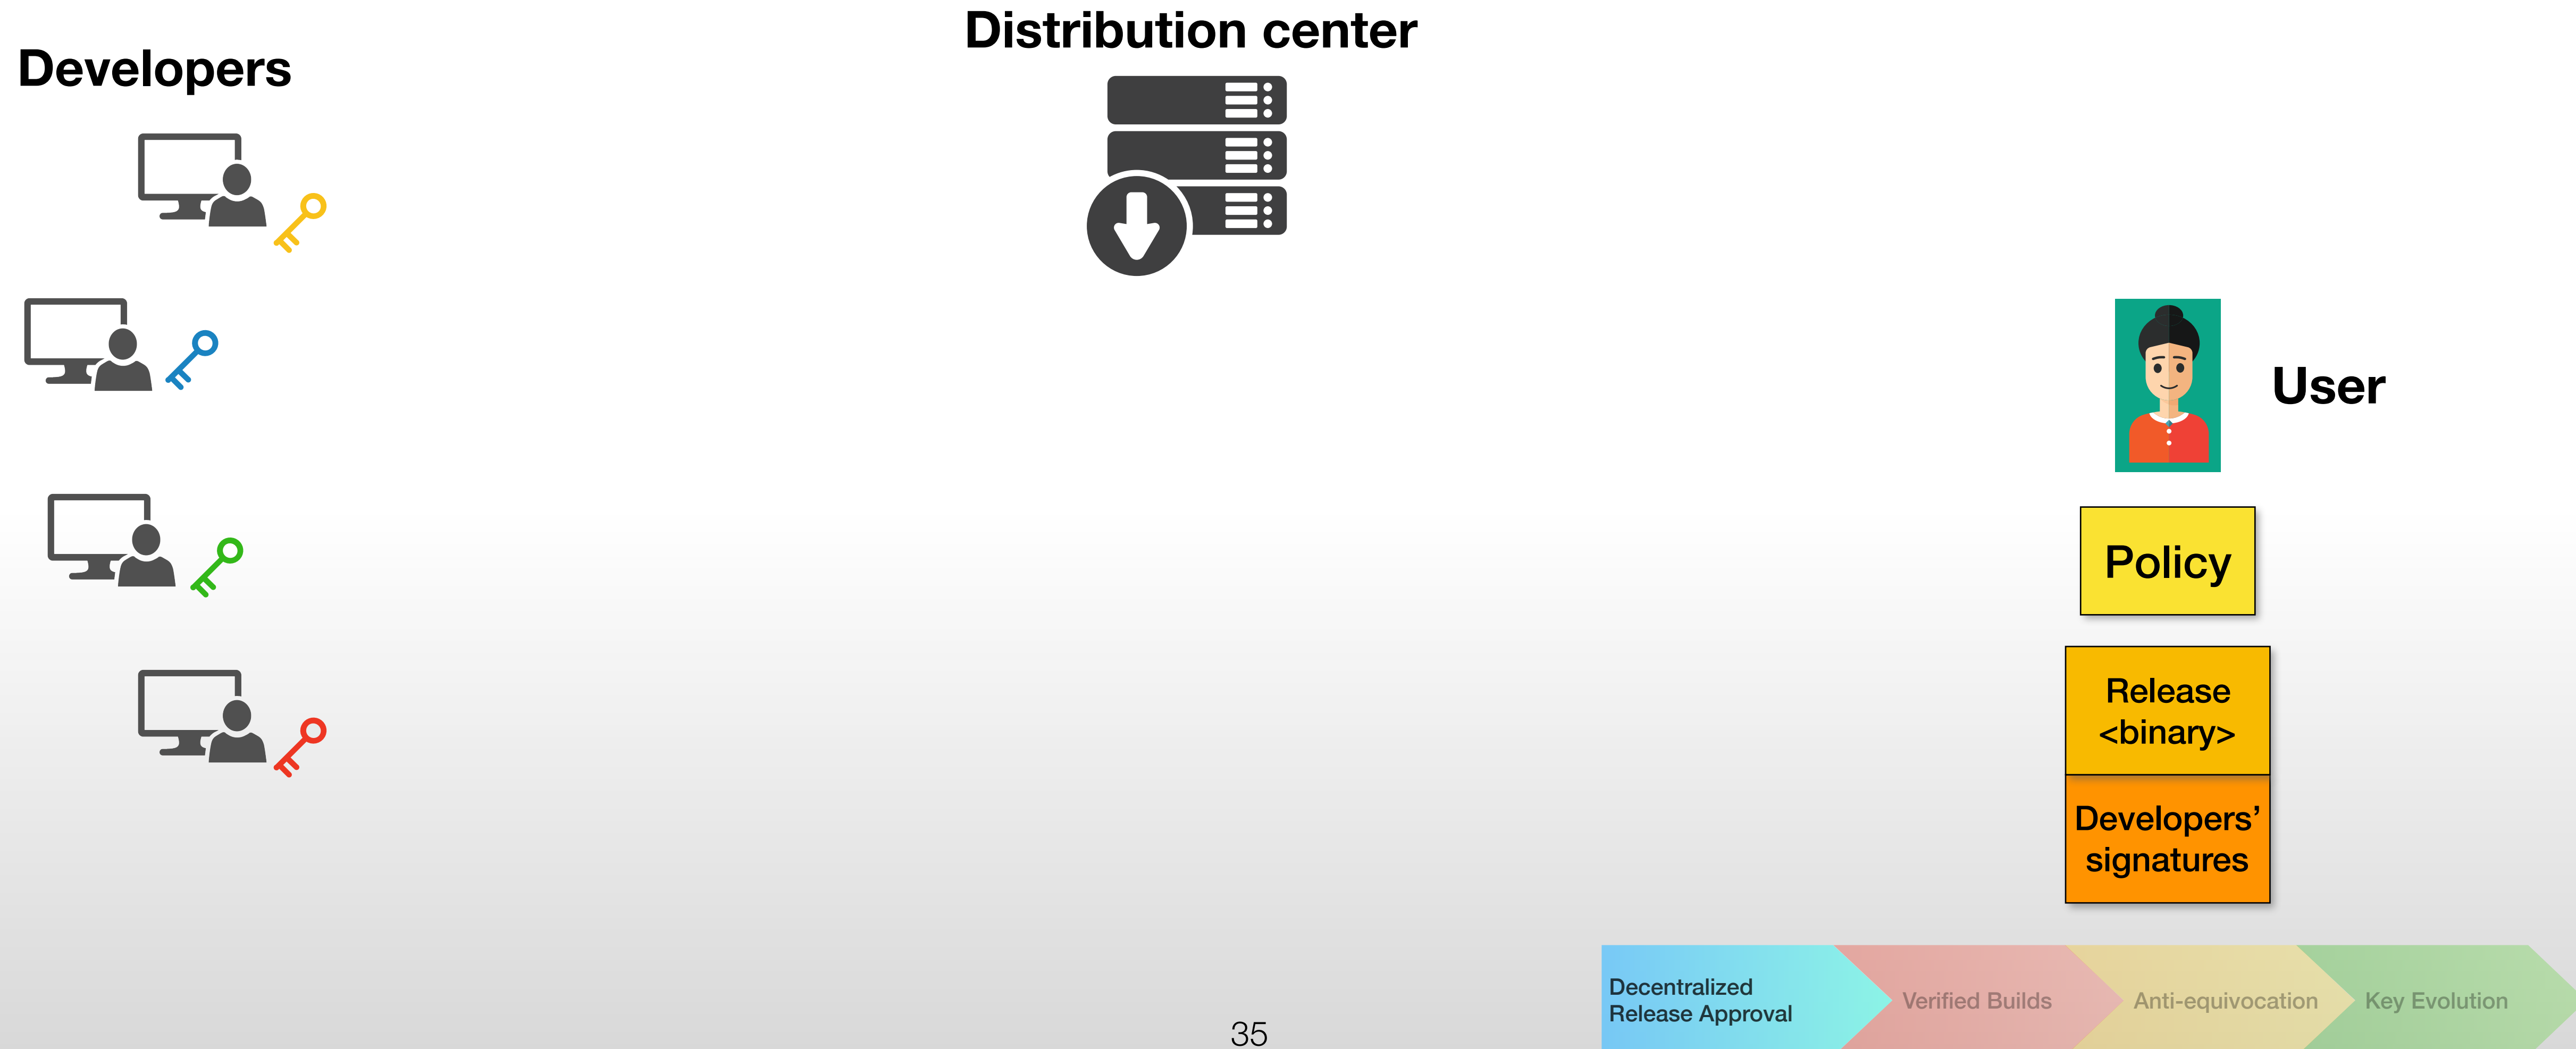 Distribution center
Developers
User
Policy
Release
<binary>
Developers’
signatures
Decentralized
Release Approval
Verified Builds
Anti-equivocation
Key Evolution
35